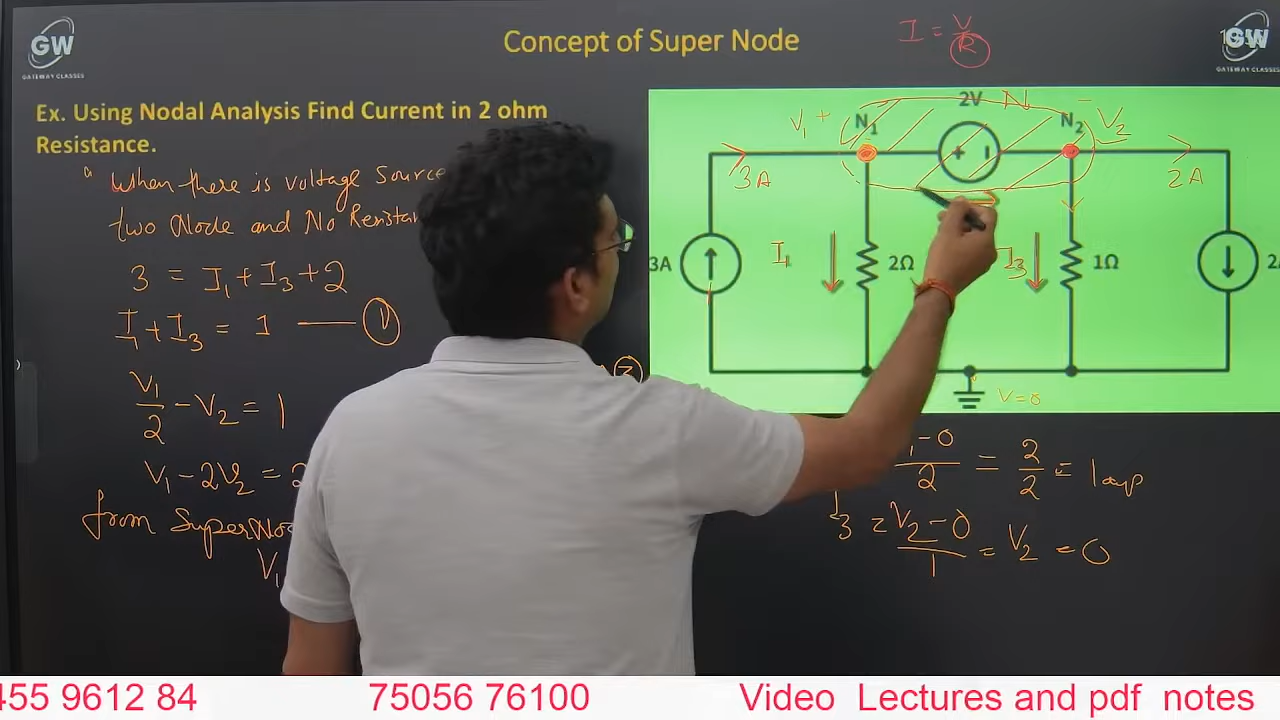 GW
GATEWAY CLASSES
Concept of Super Node
I = V/R
GW
GATEWAY CLASSES
Ex. Using Nodal Analysis Find Current in 2 ohm
Resistance.
When there is voltage Source
two Node and No
3 = I1 + I3 + 2
I1 + I3 = 1
V1/2 - V2 = 1
V1 - 2V2 = 2
from SuperNo
V1
2V
N
N1
N2
V1 +
-
V2
3A
2A
3A
I1
2Ω
I3
1Ω
V=0
-0/2 = 2/2 = 1 amp
I3 = V2-0/1 = V2 = 0
455 9612 84
75056 76100
Video Lectures and pdf notes